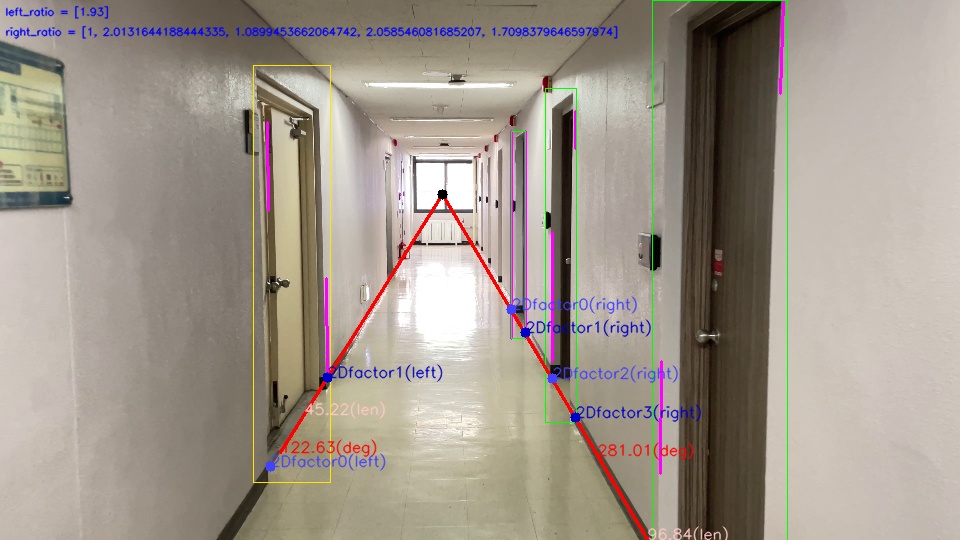 left_ratio = [1.93]
right_ratio = [1, 2.0131644188444335, 1.0899453662064742, 2.058546081685207, 1.7098379646597974]
2Dfactor0(right)
2Dfactor1(right)
2Dfactor1(left)
2Dfactor2(right)
45.22(len)
2Dfactor3(right)
122.63(deg)
281.01(deg)
2Dfactor0(left)
96.84(len)